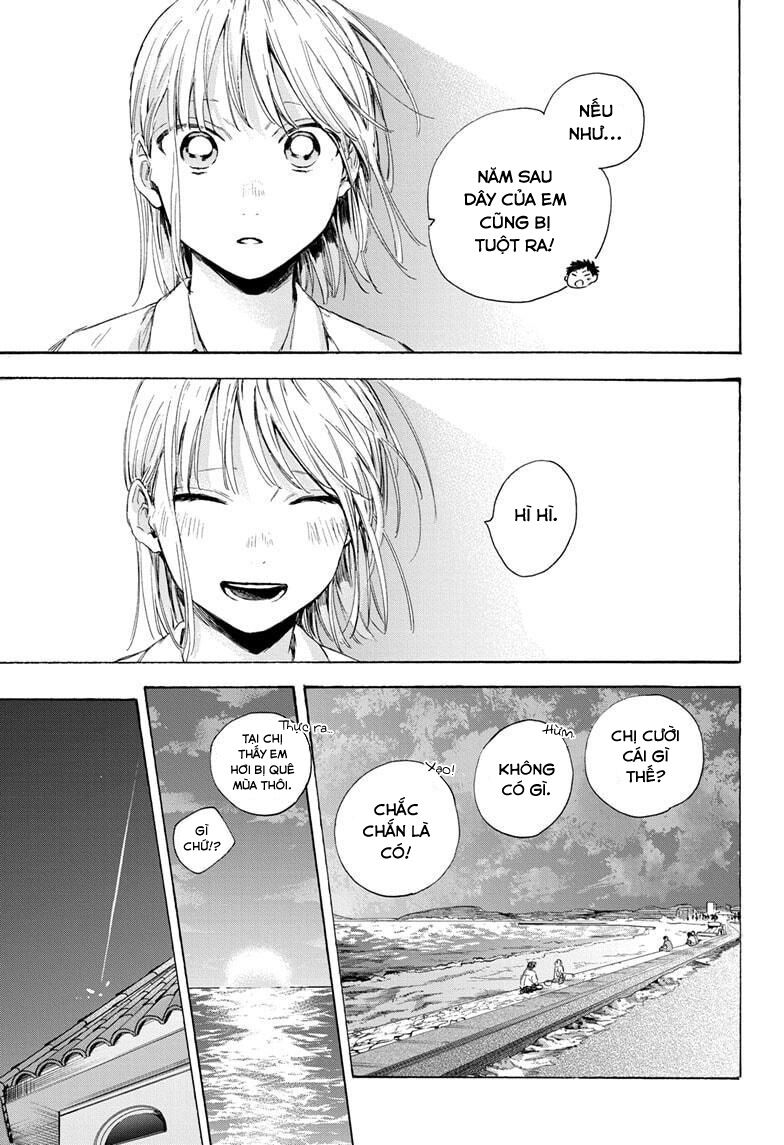 NẾU
NHƯ...
NĂM SAU
DÂY CỦA EM
CŨNG BỊ
TUỘT RA!
HÌ HÌ.
CHỊ CƯỜI
CÁI GÌ
THẾ?
Hừm
KHÔNG
CÓ GÌ.
Xạo!
CHẮC
CHẮN LÀ
CÓ!
Thực ra..
TẠI CHỊ
THẤY EM
HƠI BỊ QUÊ
MÙA THÔI.
GÌ
CHỨ!?